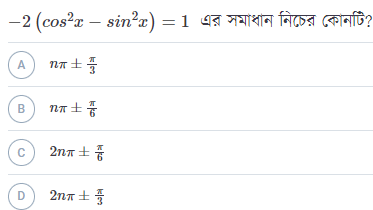 −2 (cos²x − sin²x) = 1 এর সমাধান নিচের কোনটি?
A nπ ± π/3
B nπ ± π/6
C 2nπ ± π/6
D 2nπ ± π/3